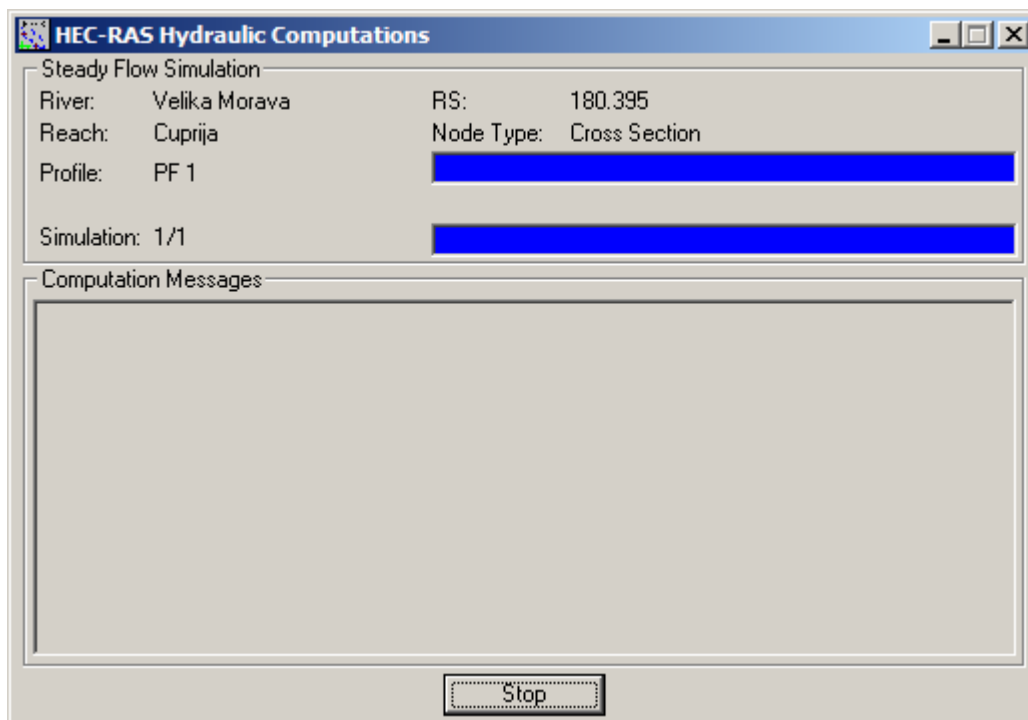 HEC-RAS Hydraulic Computations
Steady Flow Simulation
River: Velika Morava RS: 180.395
Reach: Cuprija Node Type: Cross Section
Profile: PF 1
Simulation: 1/1
Computation Messages
Stop